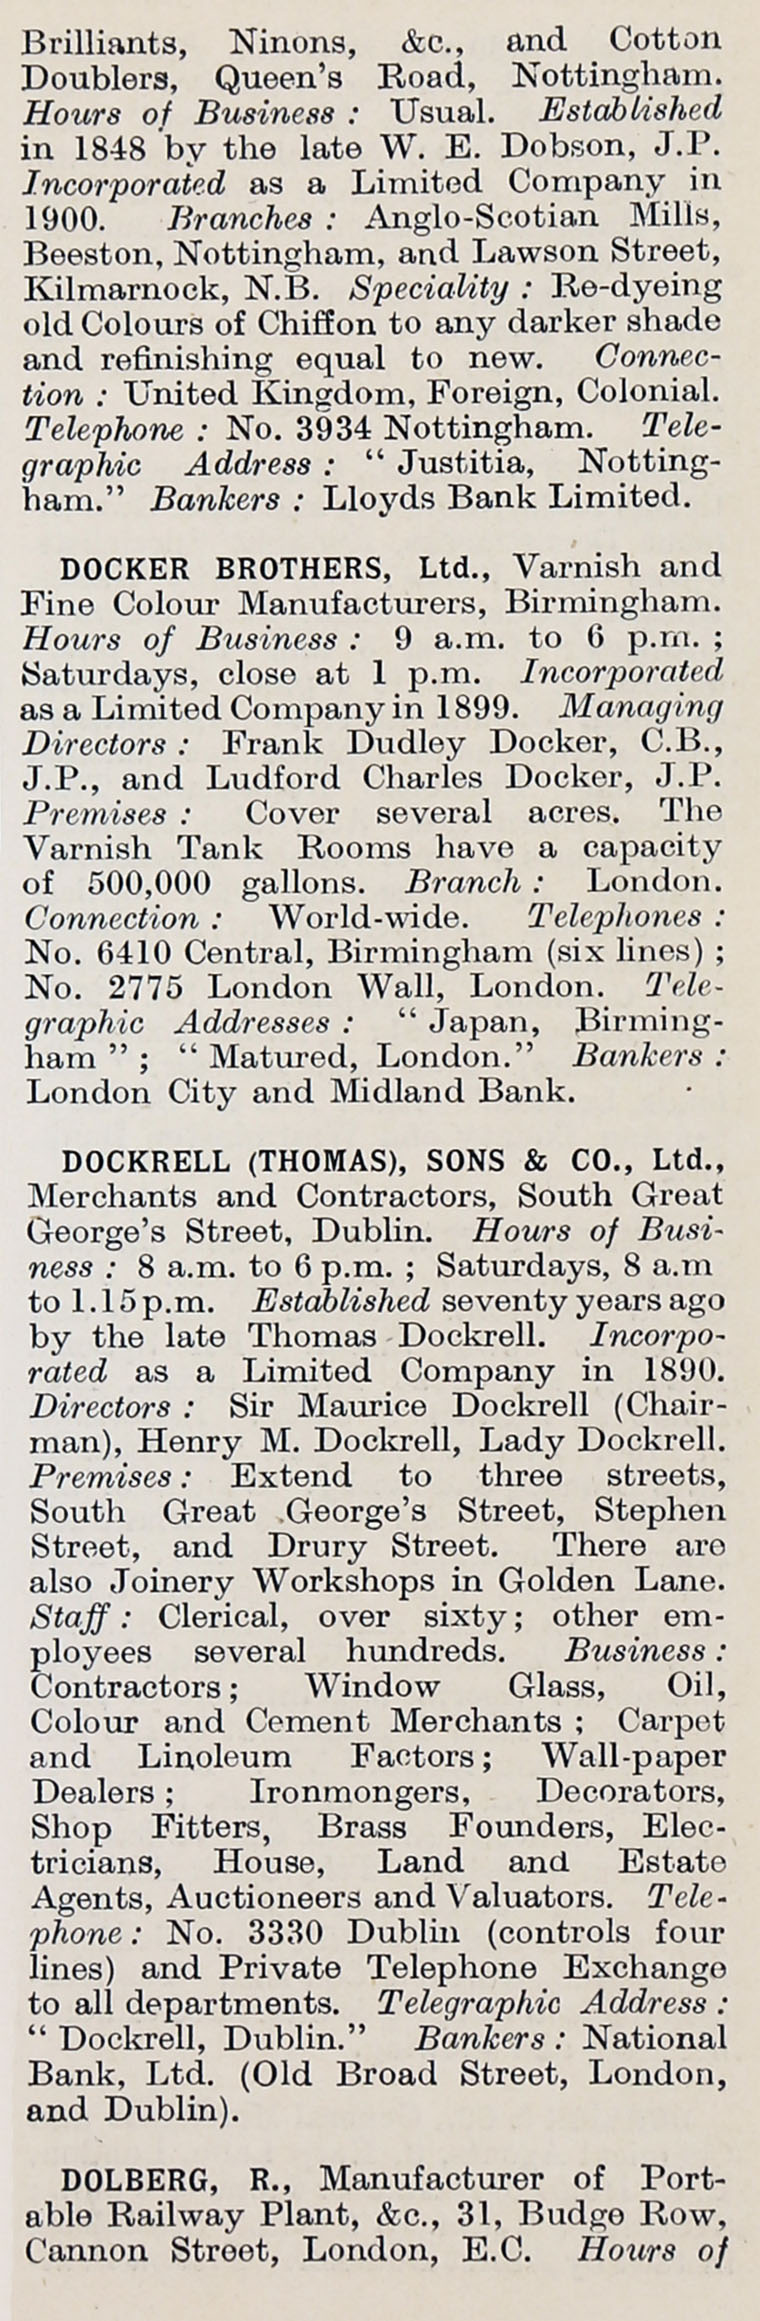 Brilliants, Ninons, &c., and Cotton
Doublers, Queen's Road, Nottingham.
Hours of Business : Usual. Established
in 1848 by the late W. E. Dobson, J.P.
Incorporated as a Limited Company in
1900. Branches : Anglo-Scotian Mills,
Beeston, Nottingham, and Lawson Street,
Kilmarnock, N.B. Speciality : Re-dyeing
old Colours of Chiffon to any darker shade
and refinishing equal to new. Connec-
tion : United Kingdom, Foreign, Colonial.
Telephone : No. 3934 Nottingham. Tele-
graphic Address : “ Justitia, Notting-
ham.” Bankers : Lloyds Bank Limited.
DOCKER BROTHERS, Ltd., Varnish and
Fine Colour Manufacturers, Birmingham.
Hours of Business : 9 a.m. to 6 p.m. ;
Saturdays, close at 1 p.m. Incorporated
as a Limited Company in 1899. Managing
Directors : Frank Dudley Docker, C.B.,
J.P., and Ludford Charles Docker, J.P.
Premises : Cover several acres. The
Varnish Tank Rooms have a capacity
of 500,000 gallons. Branch : London.
Connection : World-wide. Telephones :
No. 6410 Central, Birmingham (six lines) ;
No. 2775 London Wall, London. Tele-
graphic Addresses : “ Japan, Birming-
ham ” ; “ Matured, London.” Bankers :
London City and Midland Bank.
DOCKRELL (THOMAS), SONS & CO., Ltd.,
Merchants and Contractors, South Great
George's Street, Dublin. Hours of Busi-
ness : 8 a.m. to 6 p.m. ; Saturdays, 8 a.m
to 1.15 p.m. Established seventy years ago
by the late Thomas Dockrell. Incorpo-
rated as a Limited Company in 1890.
Directors : Sir Maurice Dockrell (Chair-
man), Henry M. Dockrell, Lady Dockrell.
Premises : Extend to three streets,
South Great George's Street, Stephen
Street, and Drury Street. There are
also Joinery Workshops in Golden Lane.
Staff : Clerical, over sixty ; other em-
ployees several hundreds. Business :
Contractors ; Window Glass, Oil,
Colour and Cement Merchants ; Carpet
and Linoleum Factors ; Wall-paper
Dealers ; Ironmongers, Decorators,
Shop Fitters, Brass Founders, Elec-
tricians, House, Land and Estate
Agents, Auctioneers and Valuators. Tele-
phone : No. 3330 Dublin (controls four
lines) and Private Telephone Exchange
to all departments. Telegraphic Address :
“ Dockrell, Dublin.” Bankers : National
Bank, Ltd. (Old Broad Street, London,
and Dublin).
DOLBERG, R., Manufacturer of Port-
able Railway Plant, &c., 31, Budge Row,
Cannon Street, London, E.C. Hours of